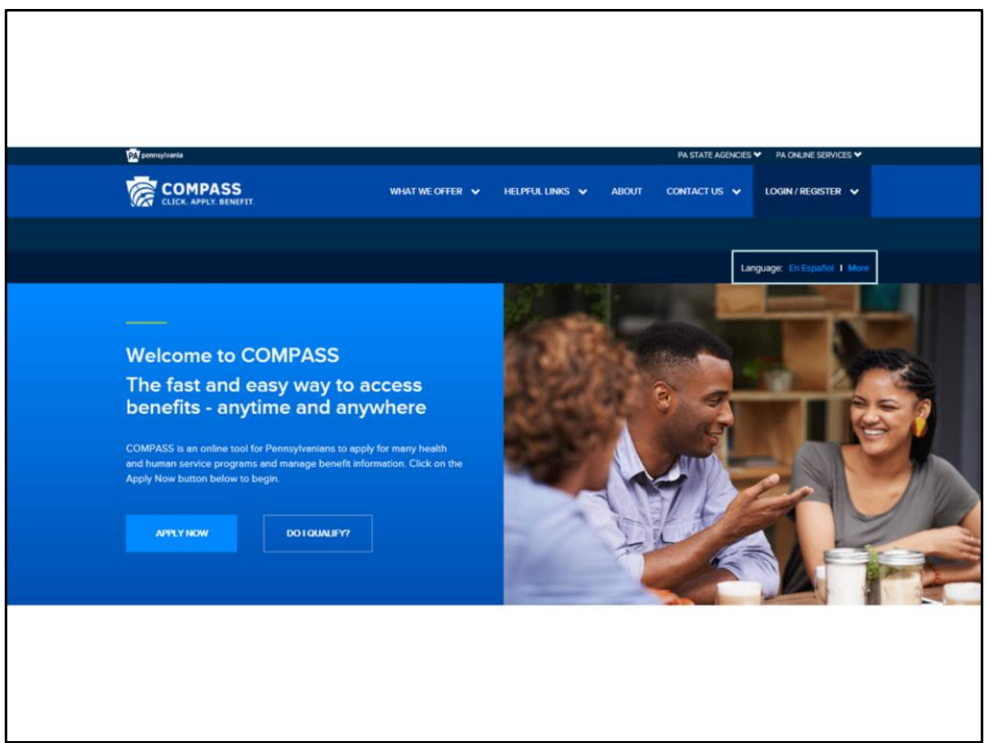 PA pennsylvania
PA STATE AGENCIES PA ONLINE SERVICES
COMPASS
CLICK. APPLY. BENEFIT.
WHAT WE OFFER HELPFUL LINKS ABOUT CONTACT US LOGIN / REGISTER
Language: En Español | More
Welcome to COMPASS
The fast and easy way to access
benefits - anytime and anywhere
COMPASS is an online tool for Pennsylvanians to apply for many health
and human service programs and manage benefit information. Click on the
Apply Now button below to begin.
APPLY NOW DO I QUALIFY?